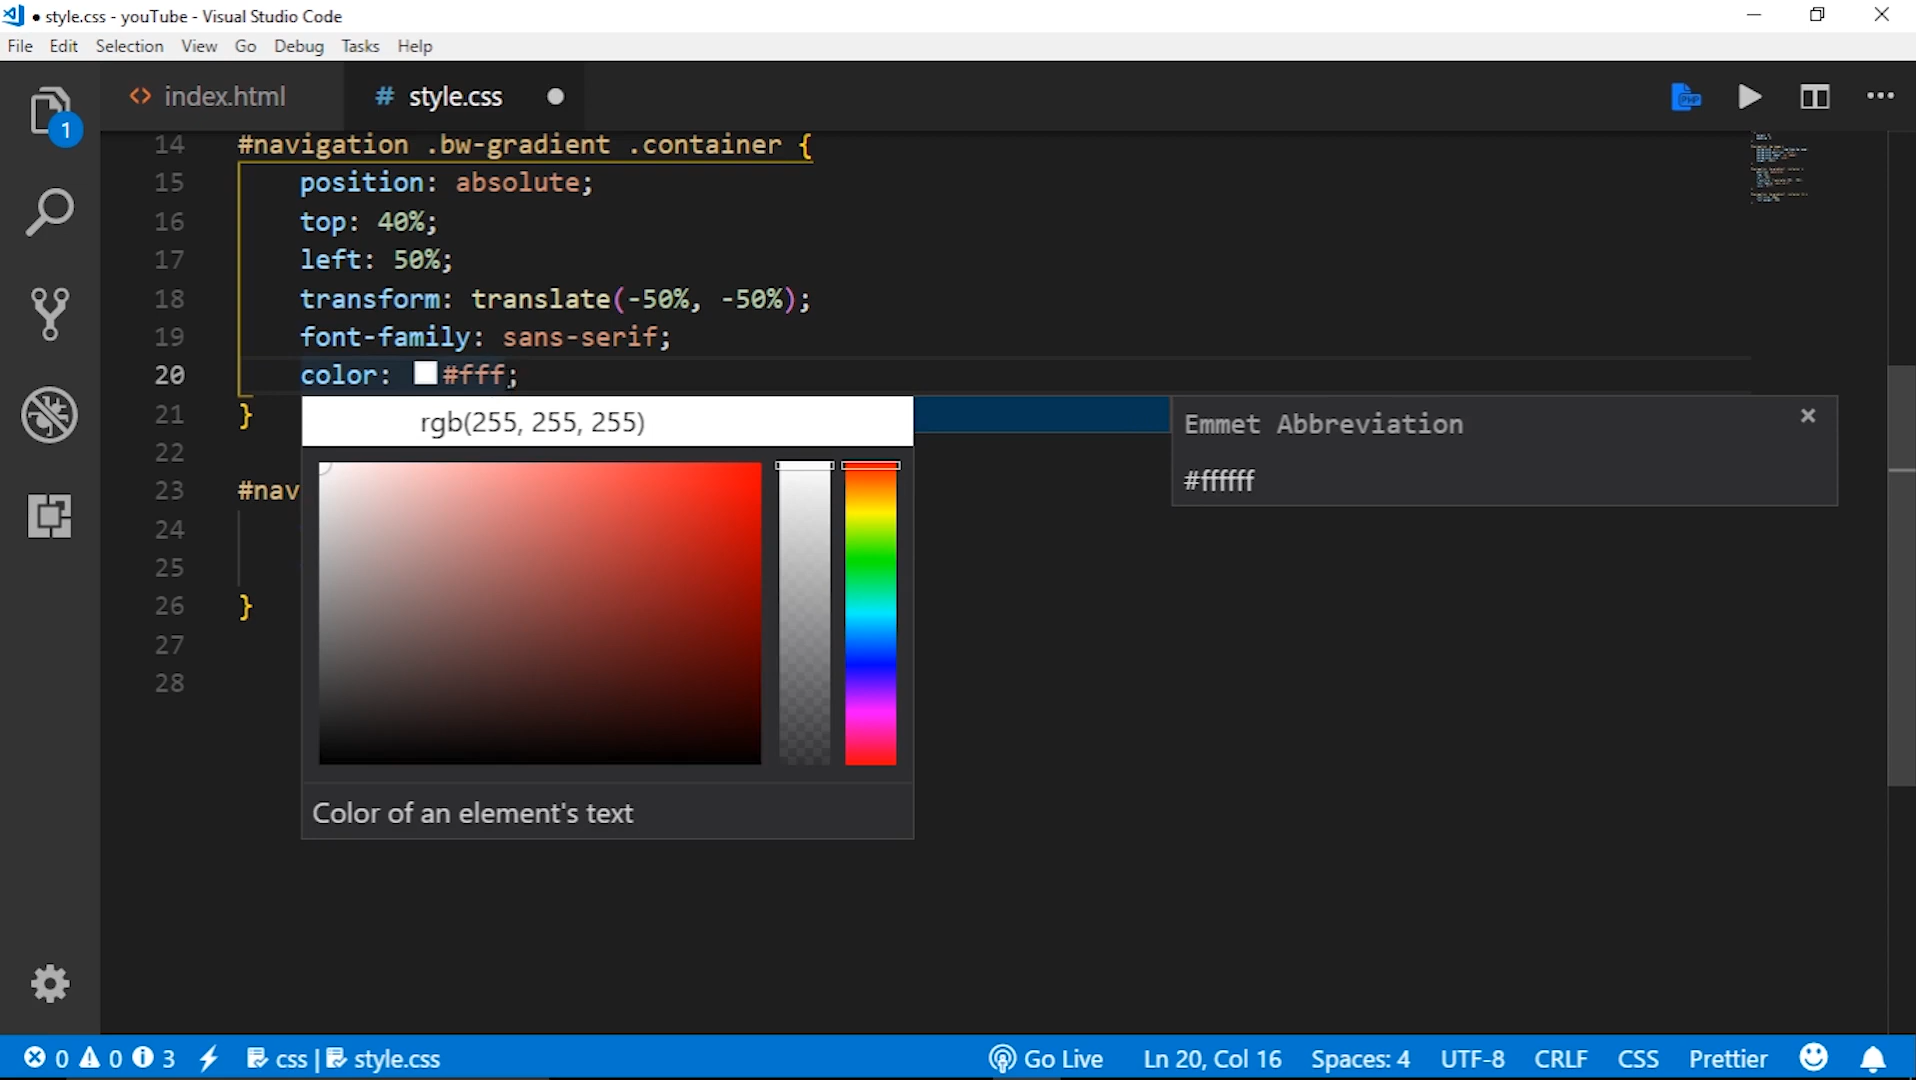 ● style.css - youTube - Visual Studio Code
File Edit Selection View Go Debug Tasks Help
1
<> index.html # style.css ●
PHP
14 #navigation .bw-gradient .container {
15 position: absolute;
16 top: 40%;
17 left: 50%;
18 transform: translate(-50%, -50%);
19 font-family: sans-serif;
20 color: #fff;
21 }
rgb(255, 255, 255)
Emmet Abbreviation
#ffffff
22
23 #nav
24
25
26 }
27
28
Color of an element's text
0 0 3 css | style.css Go Live Ln 20, Col 16 Spaces: 4 UTF-8 CRLF CSS Prettier